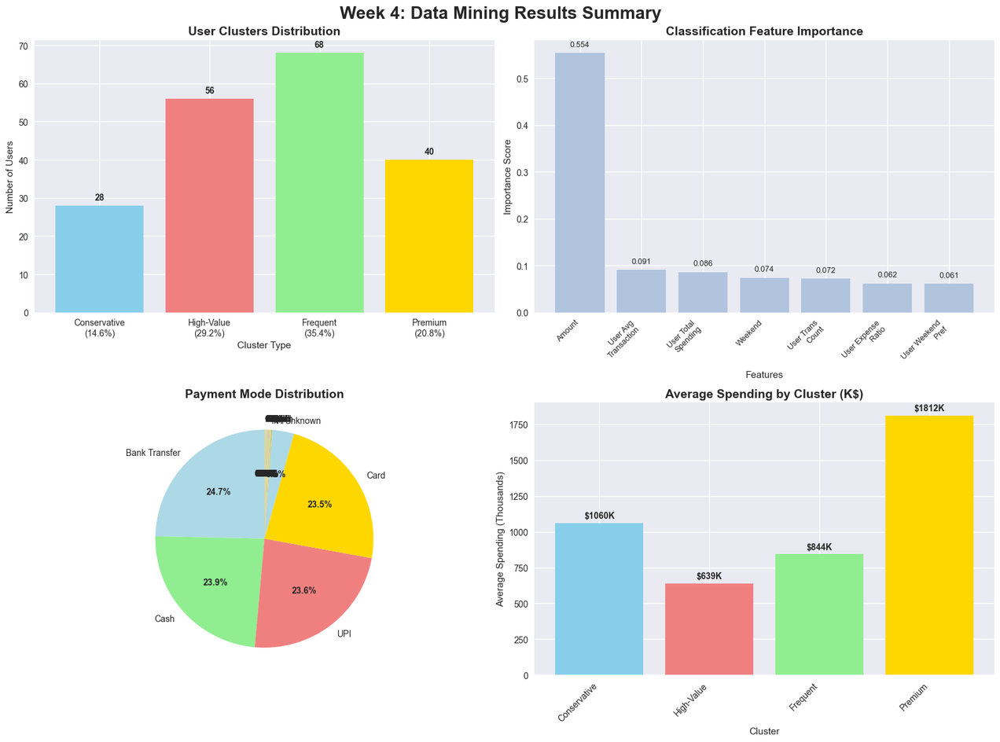 Week 4: Data Mining Results Summary
User Clusters Distribution
Number of Users
70
60
50
40
30
20
10
0
28
56
68
40
Conservative
(14.6%)
High-Value
(29.2%)
Frequent
(35.4%)
Premium
(20.8%)
Cluster Type
Classification Feature Importance
Importance Score
0.5
0.4
0.3
0.2
0.1
0.0
0.554
0.091
0.086
0.074
0.072
0.062
0.061
Amount
User Avg
Transaction
User Total
Spending
Weekend
User Trans
Count
User Expense
Ratio
User Weekend
Pref
Features
Payment Mode Distribution
Bank Transfer
Card
Cash
UPI
24.7%
23.5%
23.9%
23.6%
Average Spending by Cluster (K$)
Average Spending (Thousands)
1750
1500
1250
1000
750
500
250
0
$1060K
$639K
$844K
$1812K
Conservative
High-Value
Frequent
Premium
Cluster